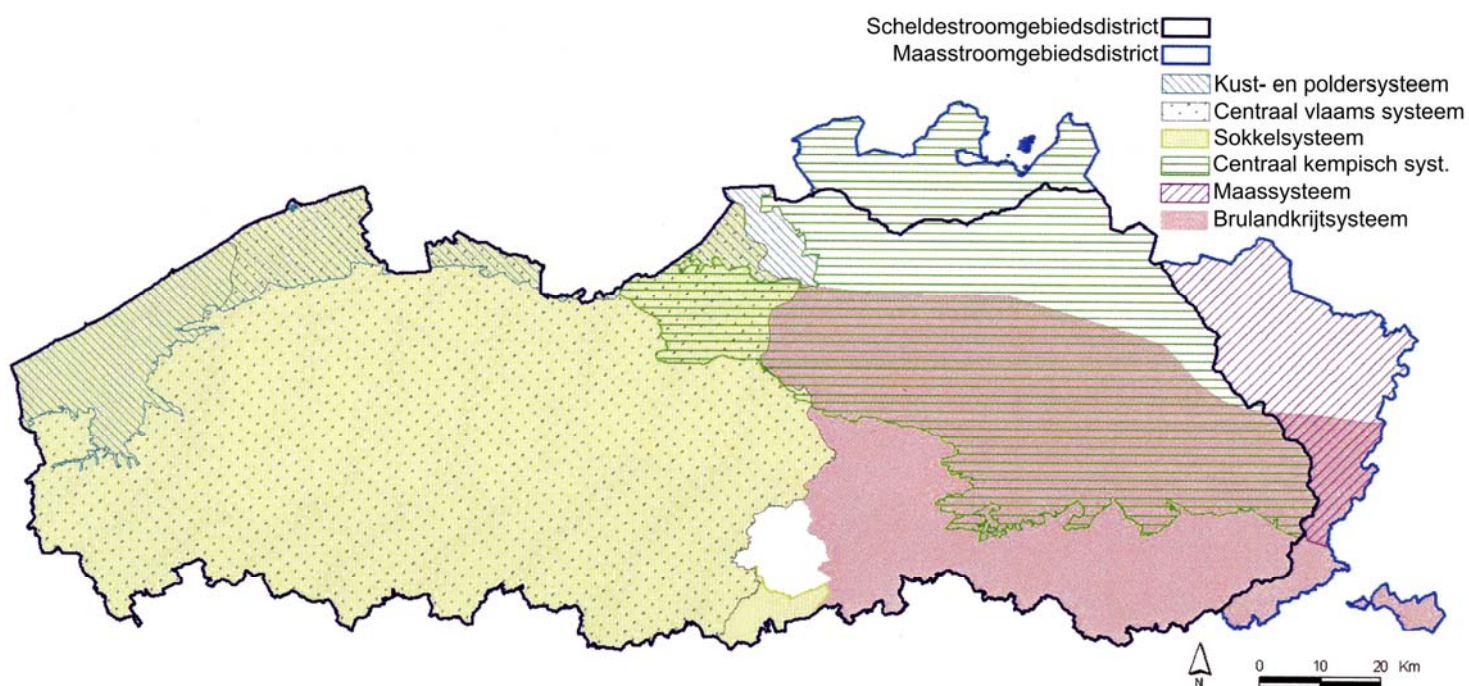 Scheldestroomgebiedsdistrict
Maasstroomgebiedsdistrict
Kust- en poldersysteem
Centraal vlaams systeem
Sokkelsysteem
Centraal kempisch syst.
Maassysteem
Brulandkrijtsysteem
N
0 10 20 Km